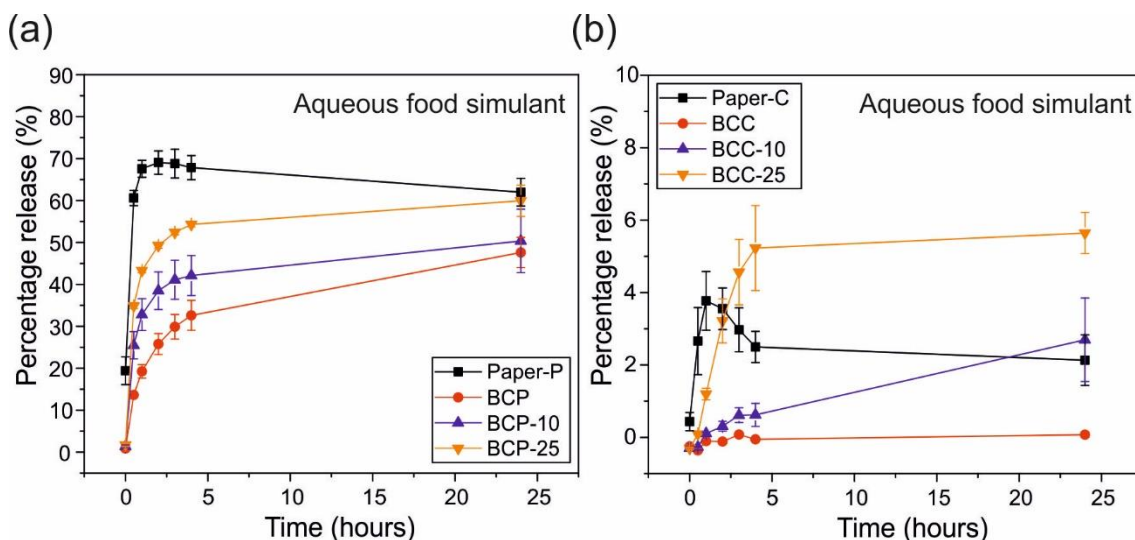 (a)
Aqueous food simulant
Percentage release (%)
90
80
70
60
50
40
30
20
10
0
Paper-P
BCP
BCP-10
BCP-25
0 5 10 15 20 25
Time (hours)
(b)
Paper-C
BCC
BCC-10
BCC-25
Aqueous food simulant
Percentage release (%)
10
8
6
4
2
0
0 5 10 15 20 25
Time (hours)